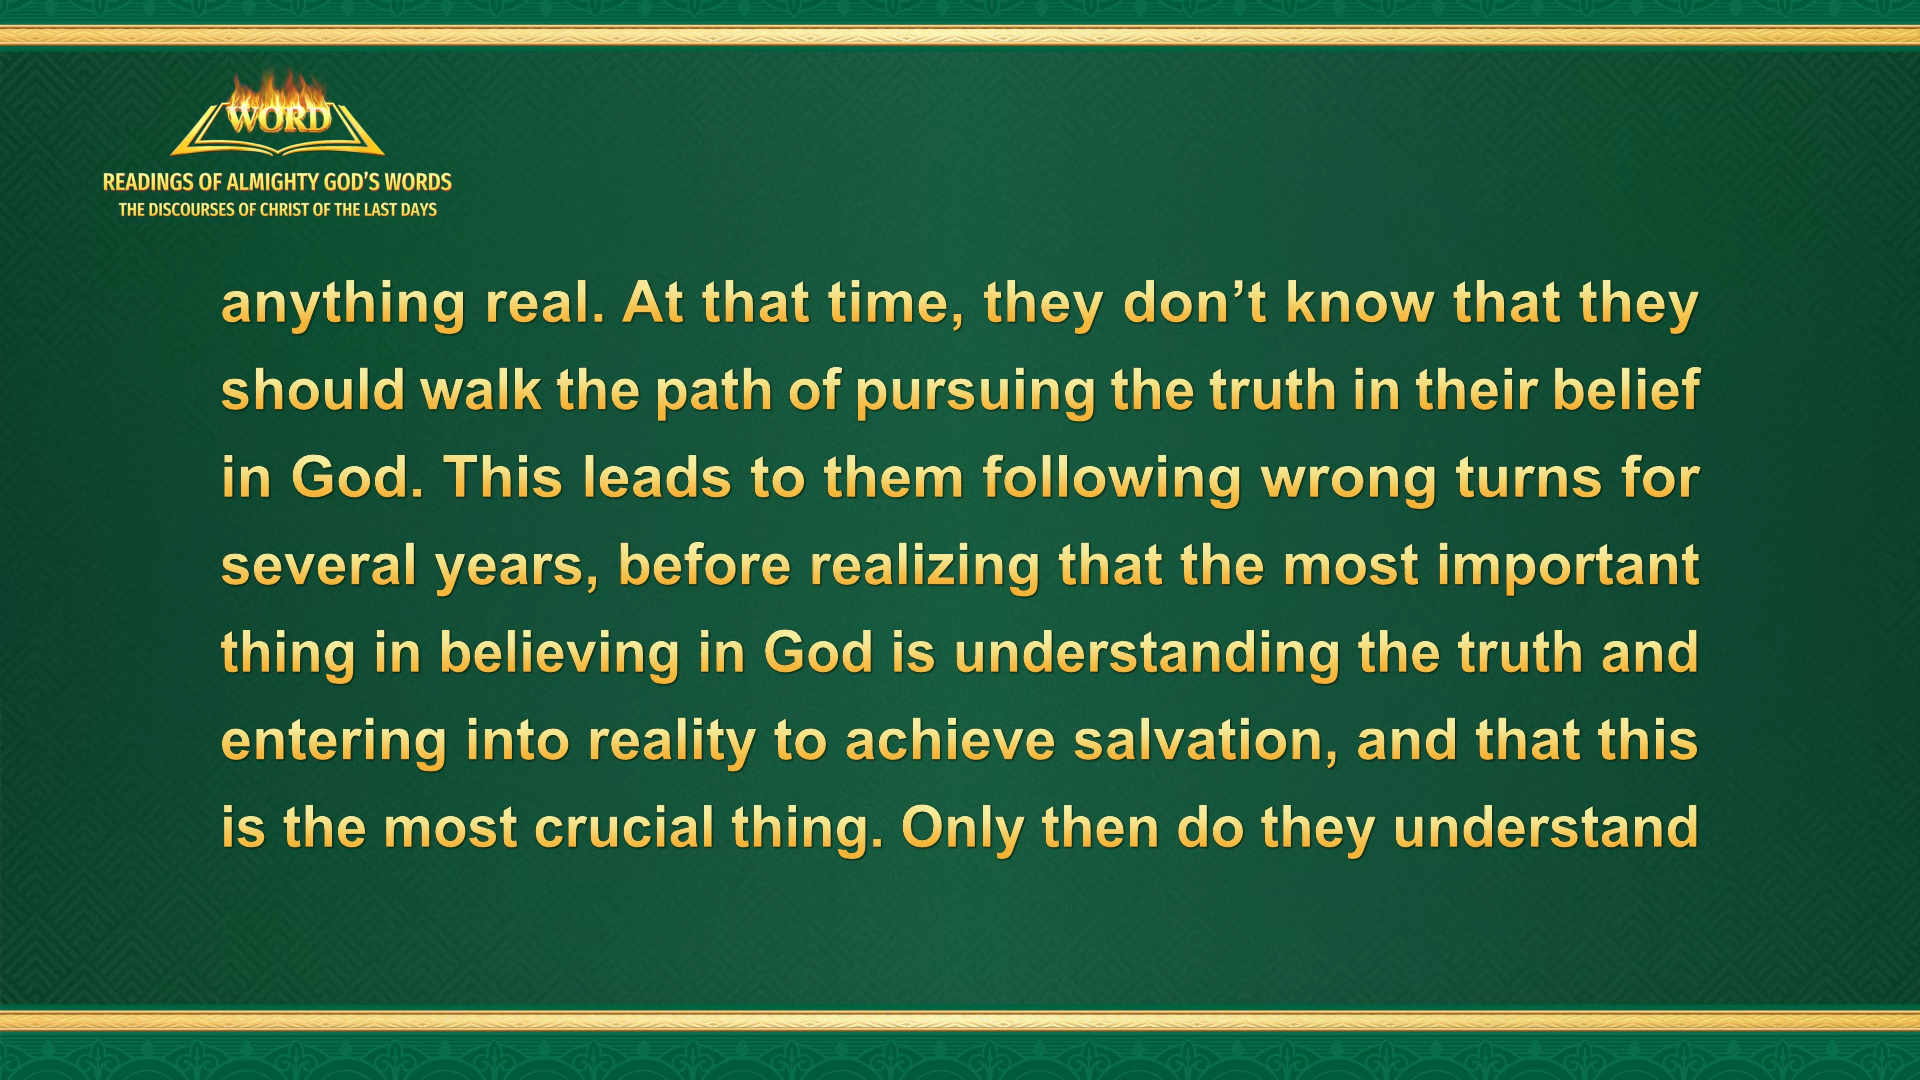 WORD
READINGS OF ALMIGHTY GOD’S WORDS
THE DISCOURSES OF CHRIST OF THE LAST DAYS
anything real. At that time, they don’t know that they
should walk the path of pursuing the truth in their belief
in God. This leads to them following wrong turns for
several years, before realizing that the most important
thing in believing in God is understanding the truth and
entering into reality to achieve salvation, and that this
is the most crucial thing. Only then do they understand